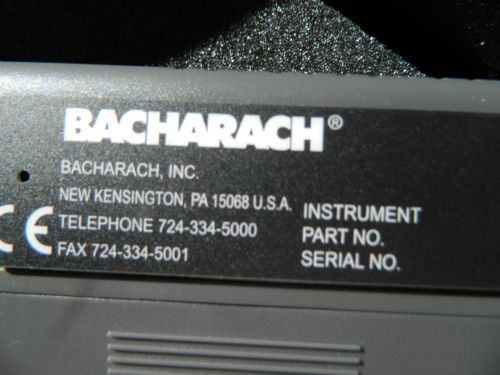 BACHARACH®
BACHARACH, INC.
NEW KENSINGTON, PA 15068 U.S.A.
TELEPHONE 724-334-5000
FAX 724-334-5001
CE
INSTRUMENT
PART NO.
SERIAL NO.